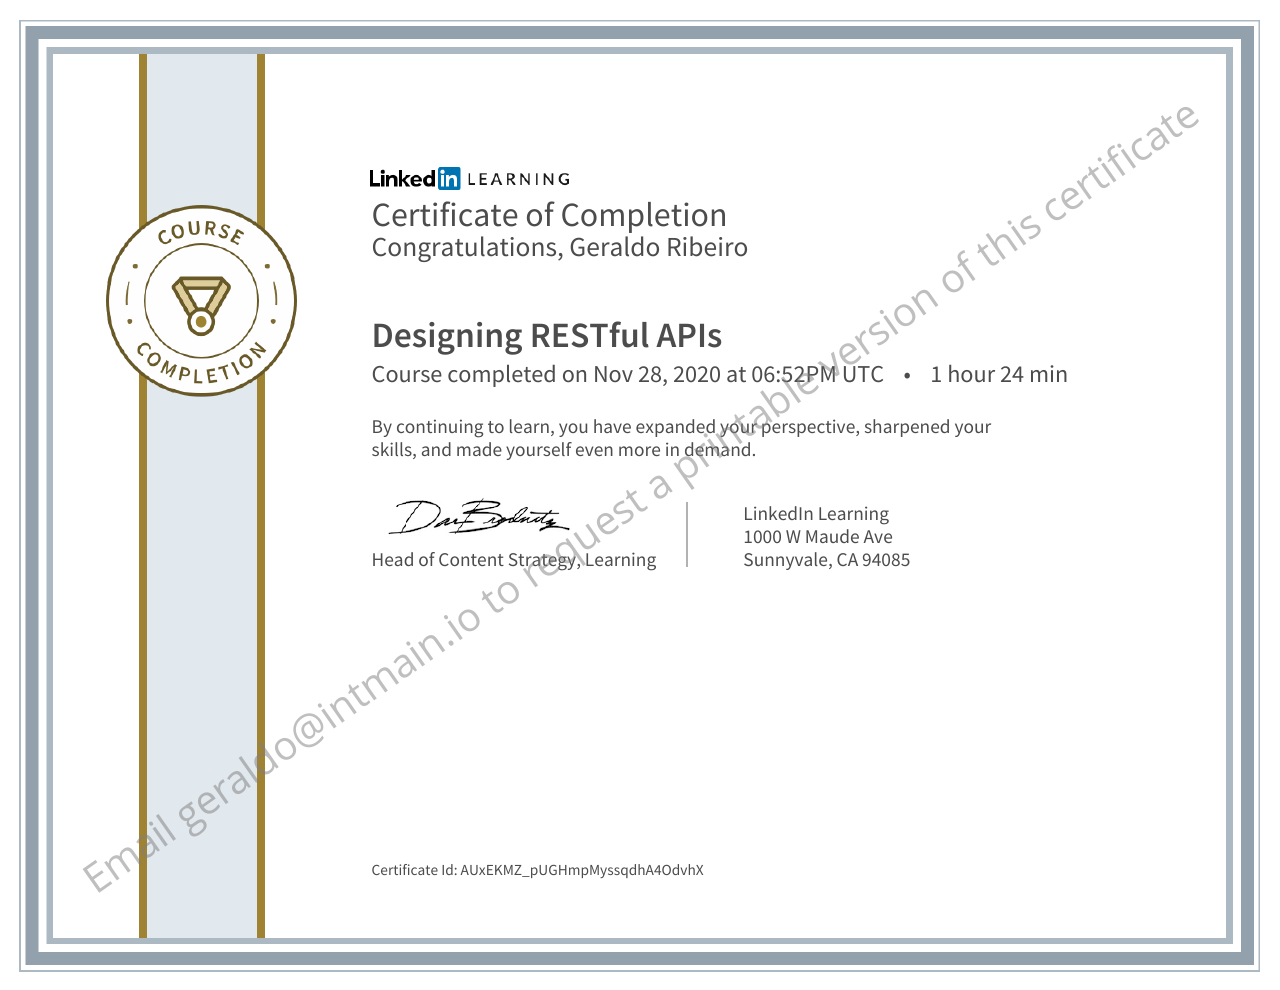 LinkedIn LEARNING
Certificate of Completion
Congratulations, Geraldo Ribeiro
COURSE
COMPLETION
Designing RESTful APIs
Course completed on Nov 28, 2020 at 06:52PM UTC • 1 hour 24 min
By continuing to learn, you have expanded your perspective, sharpened your
skills, and made yourself even more in demand.
Dan Brodnitz
Head of Content Strategy, Learning
LinkedIn Learning
1000 W Maude Ave
Sunnyvale, CA 94085
Email geraldo@intmain.io to request a printable version of this certificate
Certificate Id: AUxEKMZ_pUGHmpMyssqdhA4OdvhX